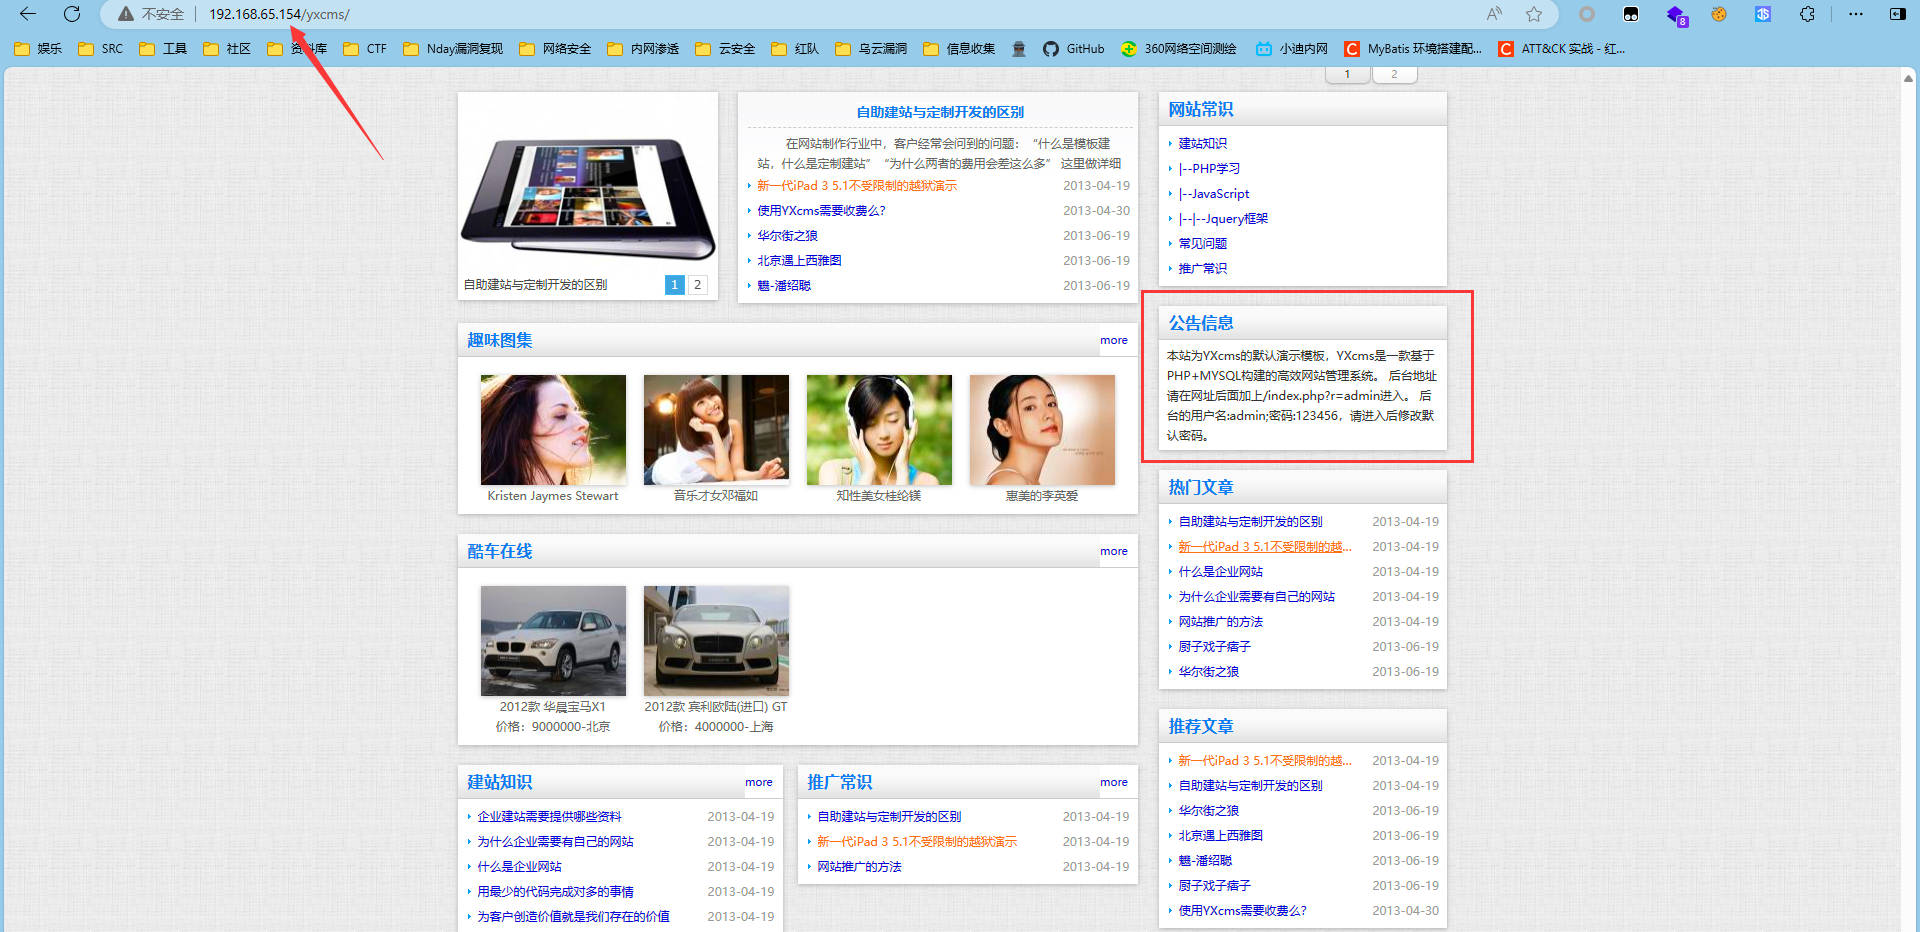 不安全 192.168.65.154/yxcms/
娱乐 SRC 工具 社区 资料库 CTF Nday漏洞复现 网络安全 内网渗透 云安全 红队 乌云漏洞 信息收集 GitHub 360网络空间测绘 小迪内网 MyBatis 环境搭建配... ATT&CK 实战 - 红...
1 2
自助建站与定制开发的区别
1 2
自助建站与定制开发的区别
在网站制作行业中，客户经常会问到的问题：“什么是模板建
站，什么是定制建站”“为什么两者的费用会差这么多” 这里做详细
新一代iPad 3 5.1不受限制的越狱演示 2013-04-19
使用YXcms需要收费么? 2013-04-30
华尔街之狼 2013-06-19
北京遇上西雅图 2013-06-19
魑-潘绍聪 2013-06-19
网站常识
建站知识
|--PHP学习
|--JavaScript
|--|--Jquery框架
常见问题
推广常识
公告信息
本站为YXcms的默认演示模板，YXcms是一款基于
PHP+MYSQL构建的高效网站管理系统。 后台地址
请在网址后面加上/index.php?r=admin进入。 后
台的用户名:admin;密码:123456，请进入后修改默
认密码。
趣味图集 more
Kristen Jaymes Stewart
音乐才女邓福如
知性美女桂纶镁
惠美的李英爱
酷车在线 more
2012款 华晨宝马X1
价格：9000000-北京
2012款 宾利欧陆(进口) GT
价格：4000000-上海
热门文章
自助建站与定制开发的区别 2013-04-19
新一代iPad 3 5.1不受限制的越... 2013-04-19
什么是企业网站 2013-04-19
为什么企业需要有自己的网站 2013-04-19
网站推广的方法 2013-04-19
厨子戏子痞子 2013-06-19
华尔街之狼 2013-06-19
推荐文章
新一代iPad 3 5.1不受限制的越... 2013-04-19
自助建站与定制开发的区别 2013-04-19
华尔街之狼 2013-06-19
北京遇上西雅图 2013-06-19
魑-潘绍聪 2013-06-19
厨子戏子痞子 2013-06-19
使用YXcms需要收费么? 2013-04-30
建站知识 more
企业建站需要提供哪些资料 2013-04-19
为什么企业需要有自己的网站 2013-04-19
什么是企业网站 2013-04-19
用最少的代码完成对多的事情 2013-04-19
为客户创造价值就是我们存在的价值 2013-04-19
推广常识 more
自助建站与定制开发的区别 2013-04-19
新一代iPad 3 5.1不受限制的越狱演示 2013-04-19
网站推广的方法 2013-04-19